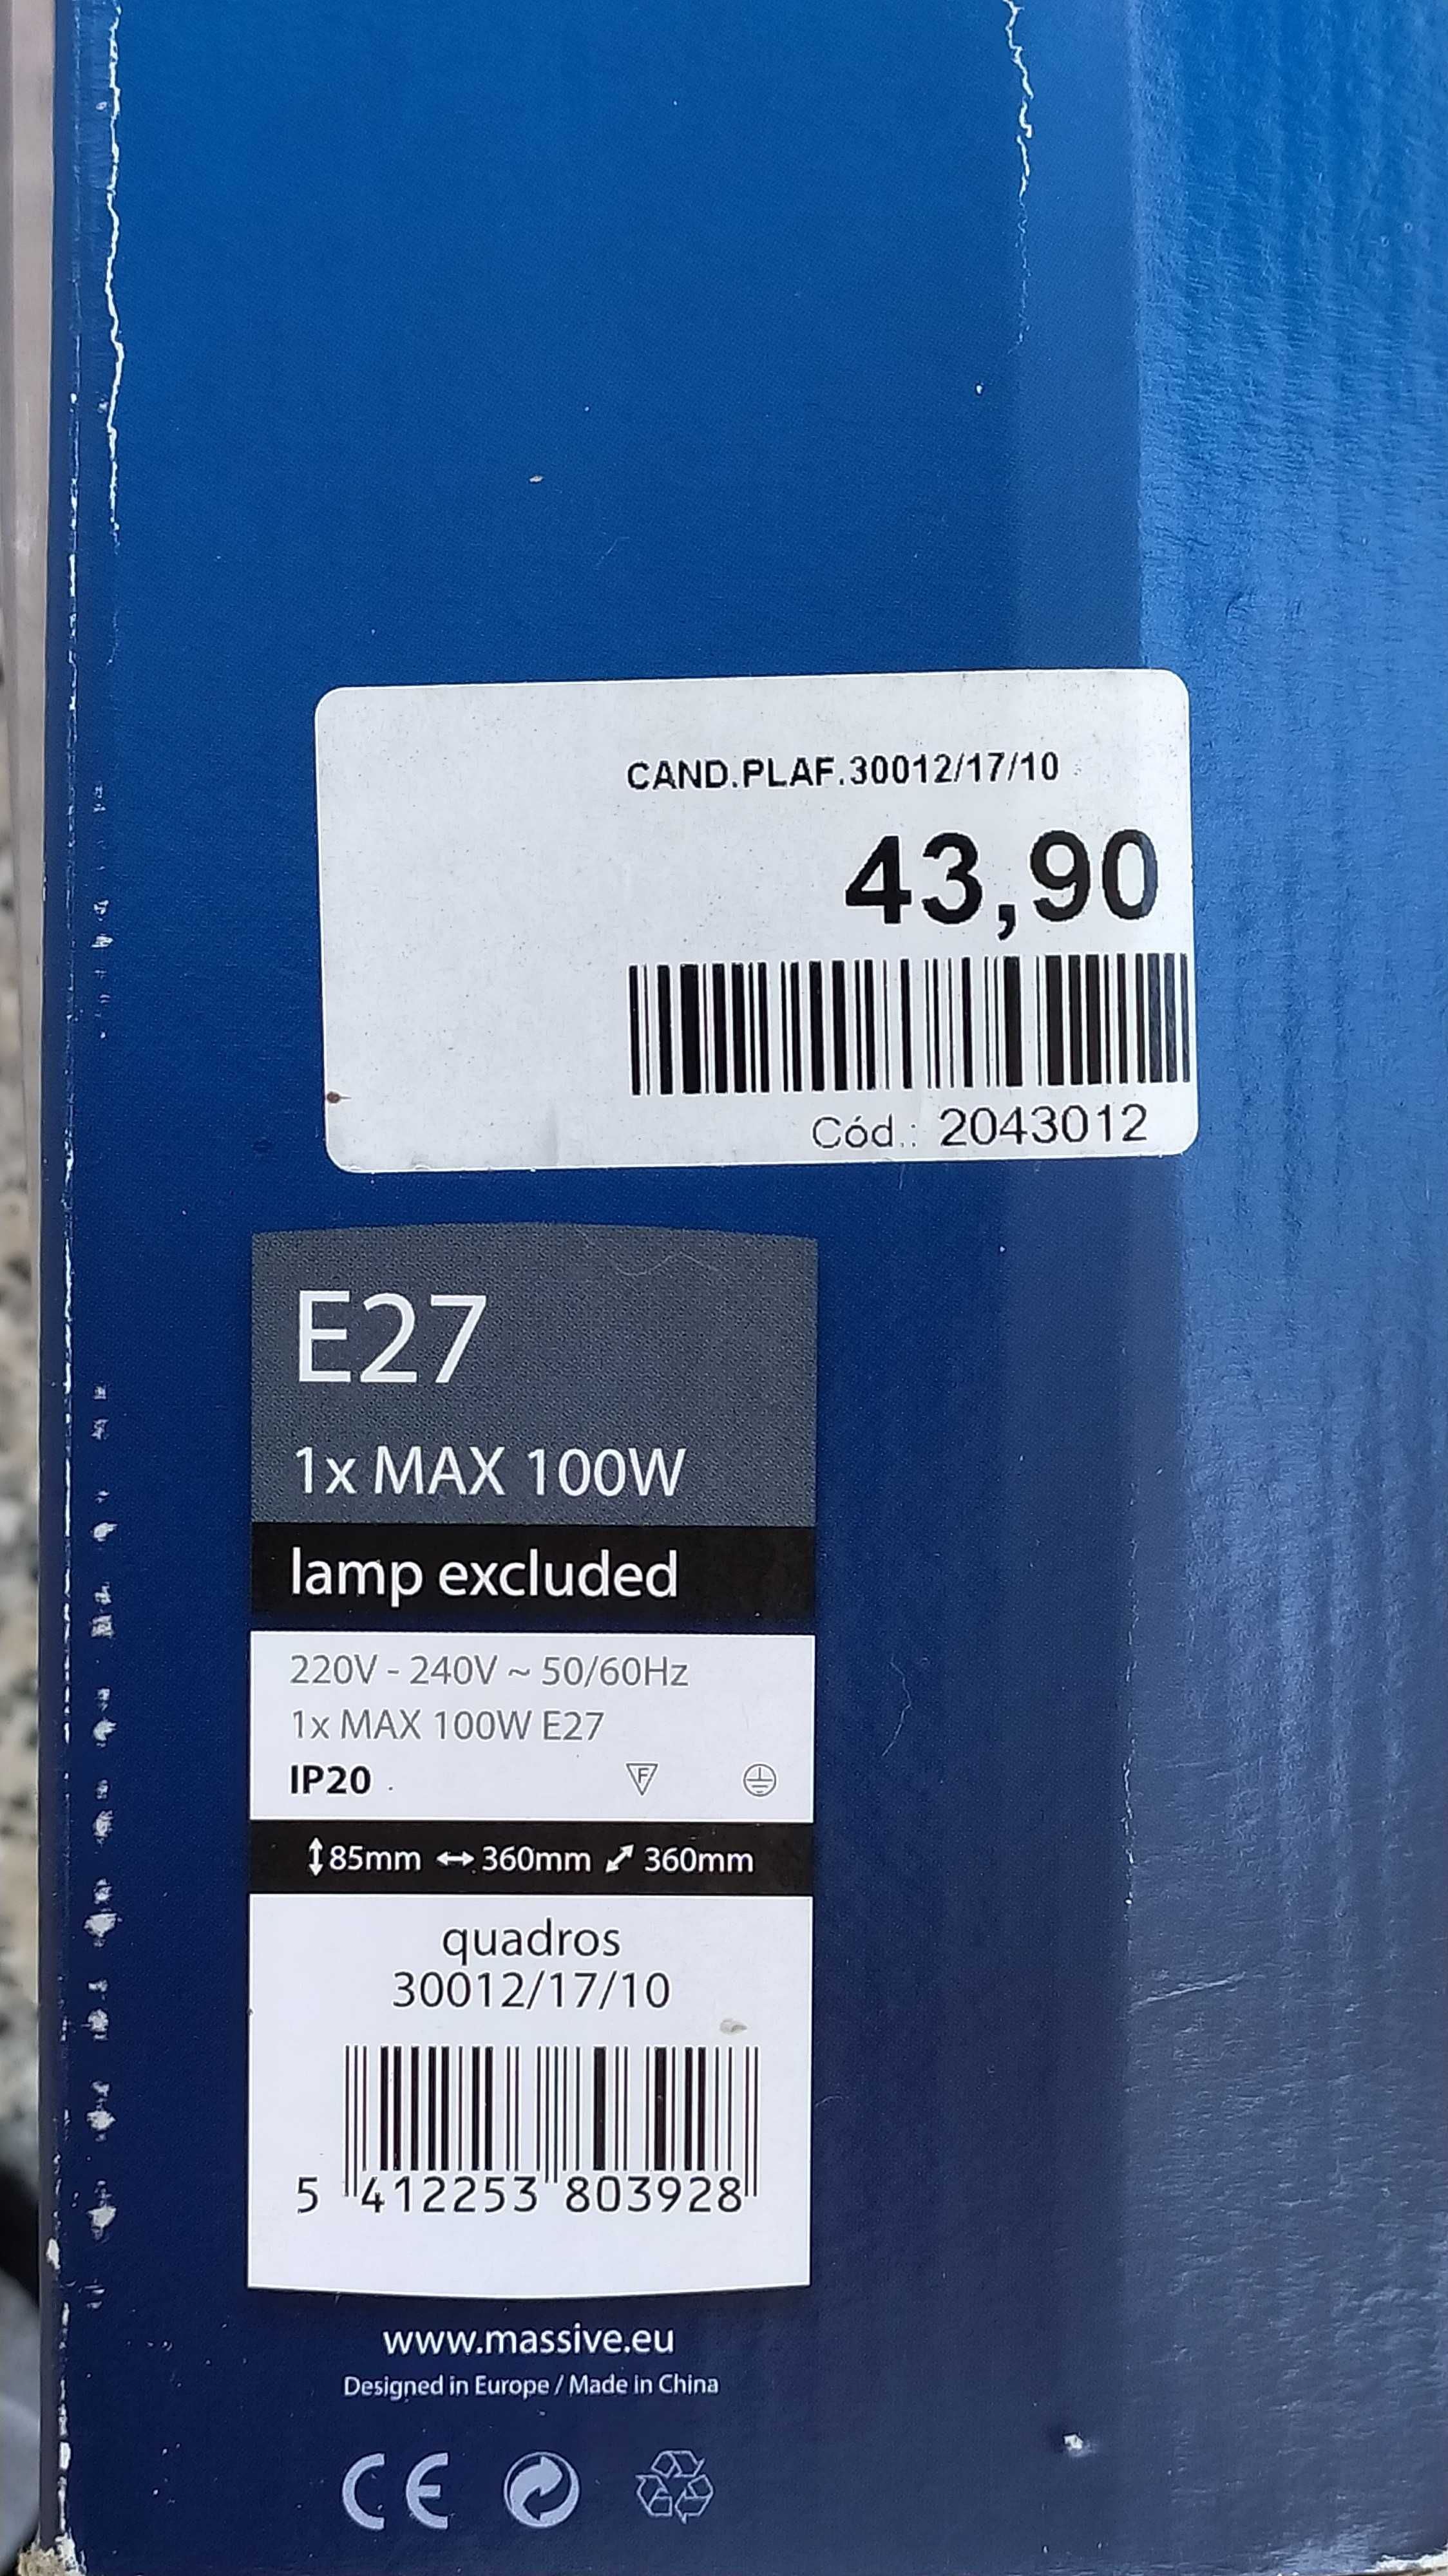 CAND.PLAF.30012/17/10
43,90
Cód.: 2043012
E27
1x MAX 100W
lamp excluded
220V - 240V ~ 50/60Hz
1x MAX 100W E27
IP20 F
85mm 360mm 360mm
quadros
30012/17/10
5 412253 803928
www.massive.eu
Designed in Europe / Made in China
CE